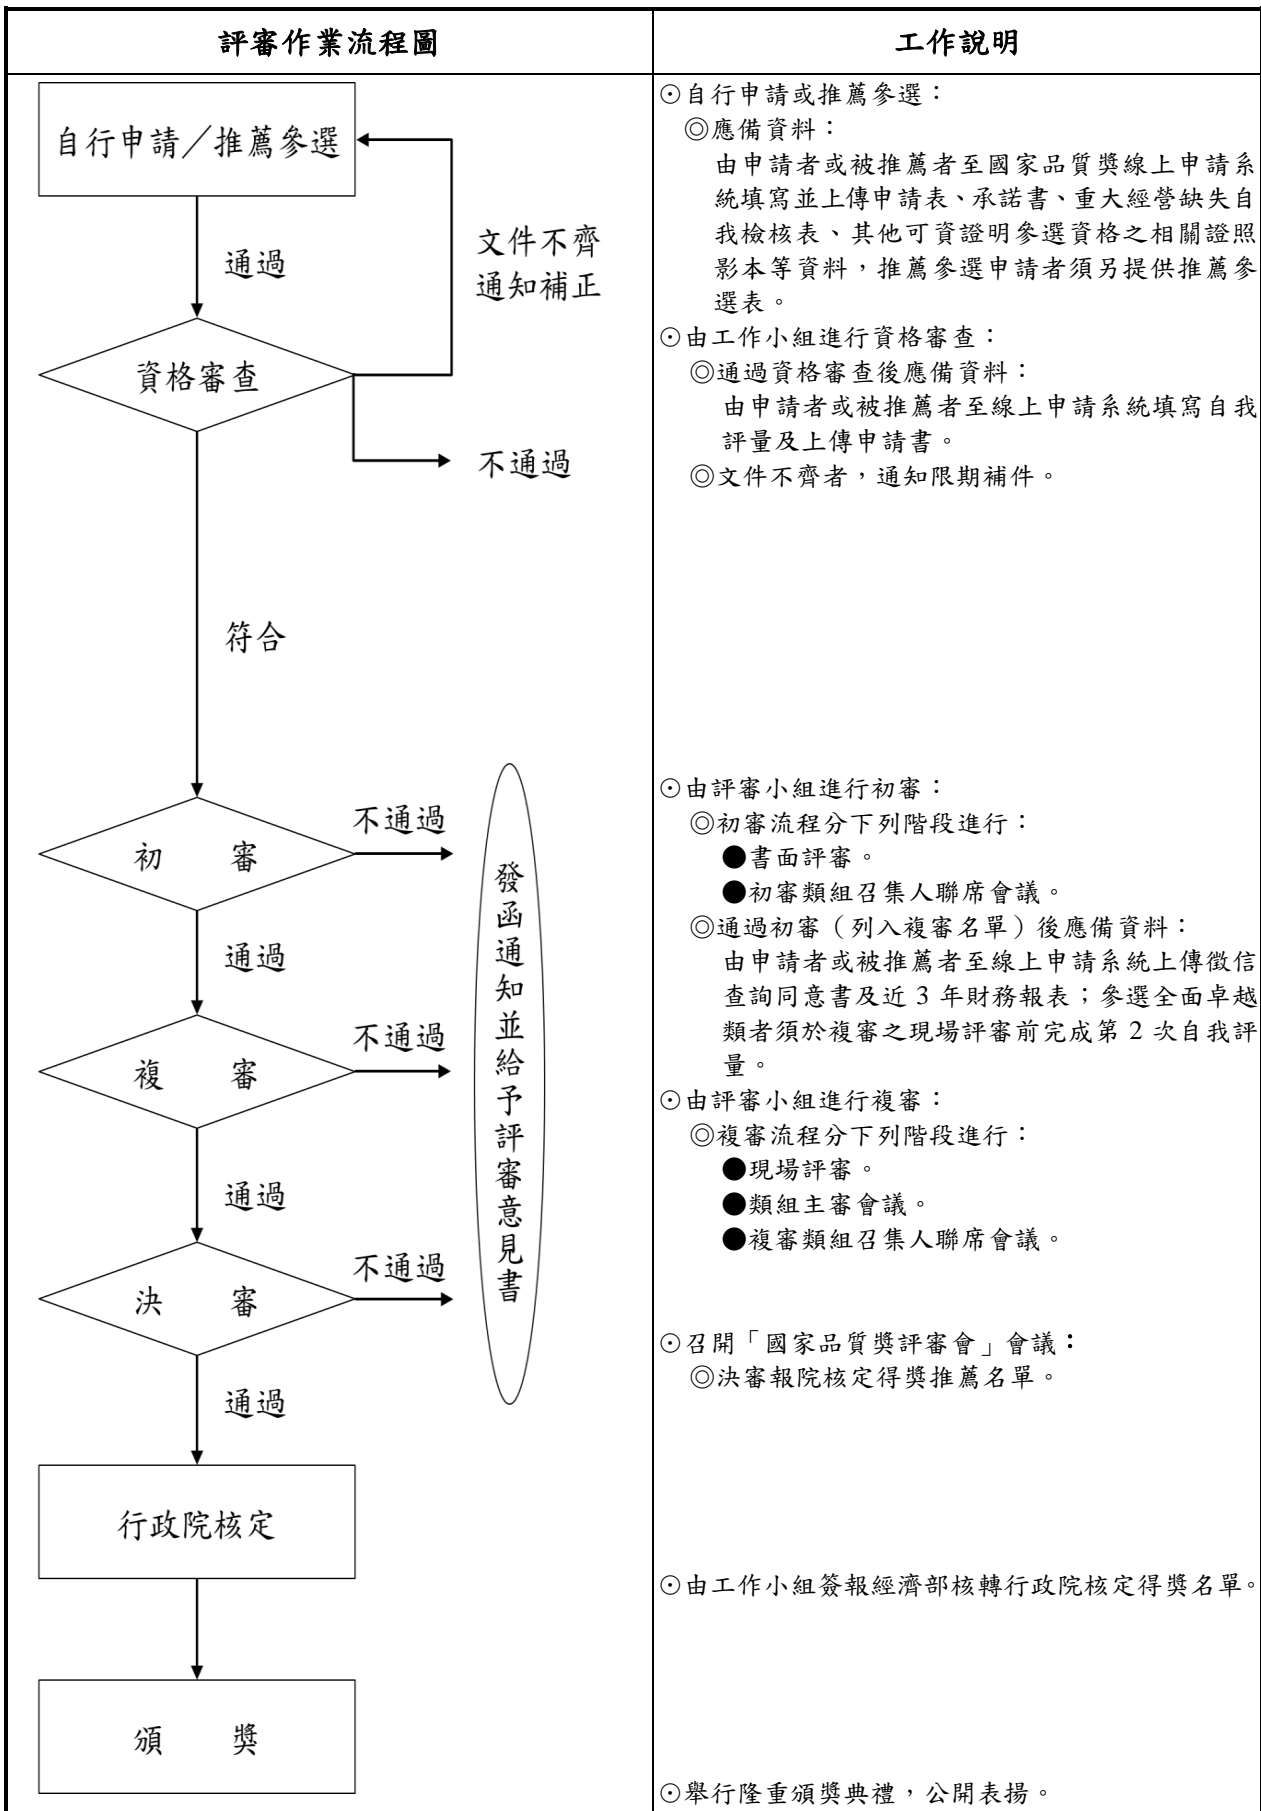 評審作業流程圖
工作說明
自行申請／推薦參選
通過
文件不齊
通知補正
資格審查
不通過
符合
初　審
不通過
通過
複　審
不通過
通過
決　審
不通過
通過
發函通知並給予評審意見書
行政院核定
頒　獎
⊙自行申請或推薦參選：
◎應備資料：
由申請者或被推薦者至國家品質獎線上申請系
統填寫並上傳申請表、承諾書、重大經營缺失自
我檢核表、其他可資證明參選資格之相關證照
影本等資料，推薦參選申請者須另提供推薦參
選表。
⊙由工作小組進行資格審查：
◎通過資格審查後應備資料：
由申請者或被推薦者至線上申請系統填寫自我
評量及上傳申請書。
◎文件不齊者，通知限期補件。
⊙由評審小組進行初審：
◎初審流程分下列階段進行：
●書面評審。
●初審類組召集人聯席會議。
◎通過初審（列入複審名單）後應備資料：
由申請者或被推薦者至線上申請系統上傳徵信
查詢同意書及近 3 年財務報表；參選全面卓越
類者須於複審之現場評審前完成第 2 次自我評
量。
⊙由評審小組進行複審：
◎複審流程分下列階段進行：
●現場評審。
●類組主審會議。
●複審類組召集人聯席會議。
⊙召開「國家品質獎評審會」會議：
◎決審報院核定得獎推薦名單。
⊙由工作小組簽報經濟部核轉行政院核定得獎名單。
⊙舉行隆重頒獎典禮，公開表揚。